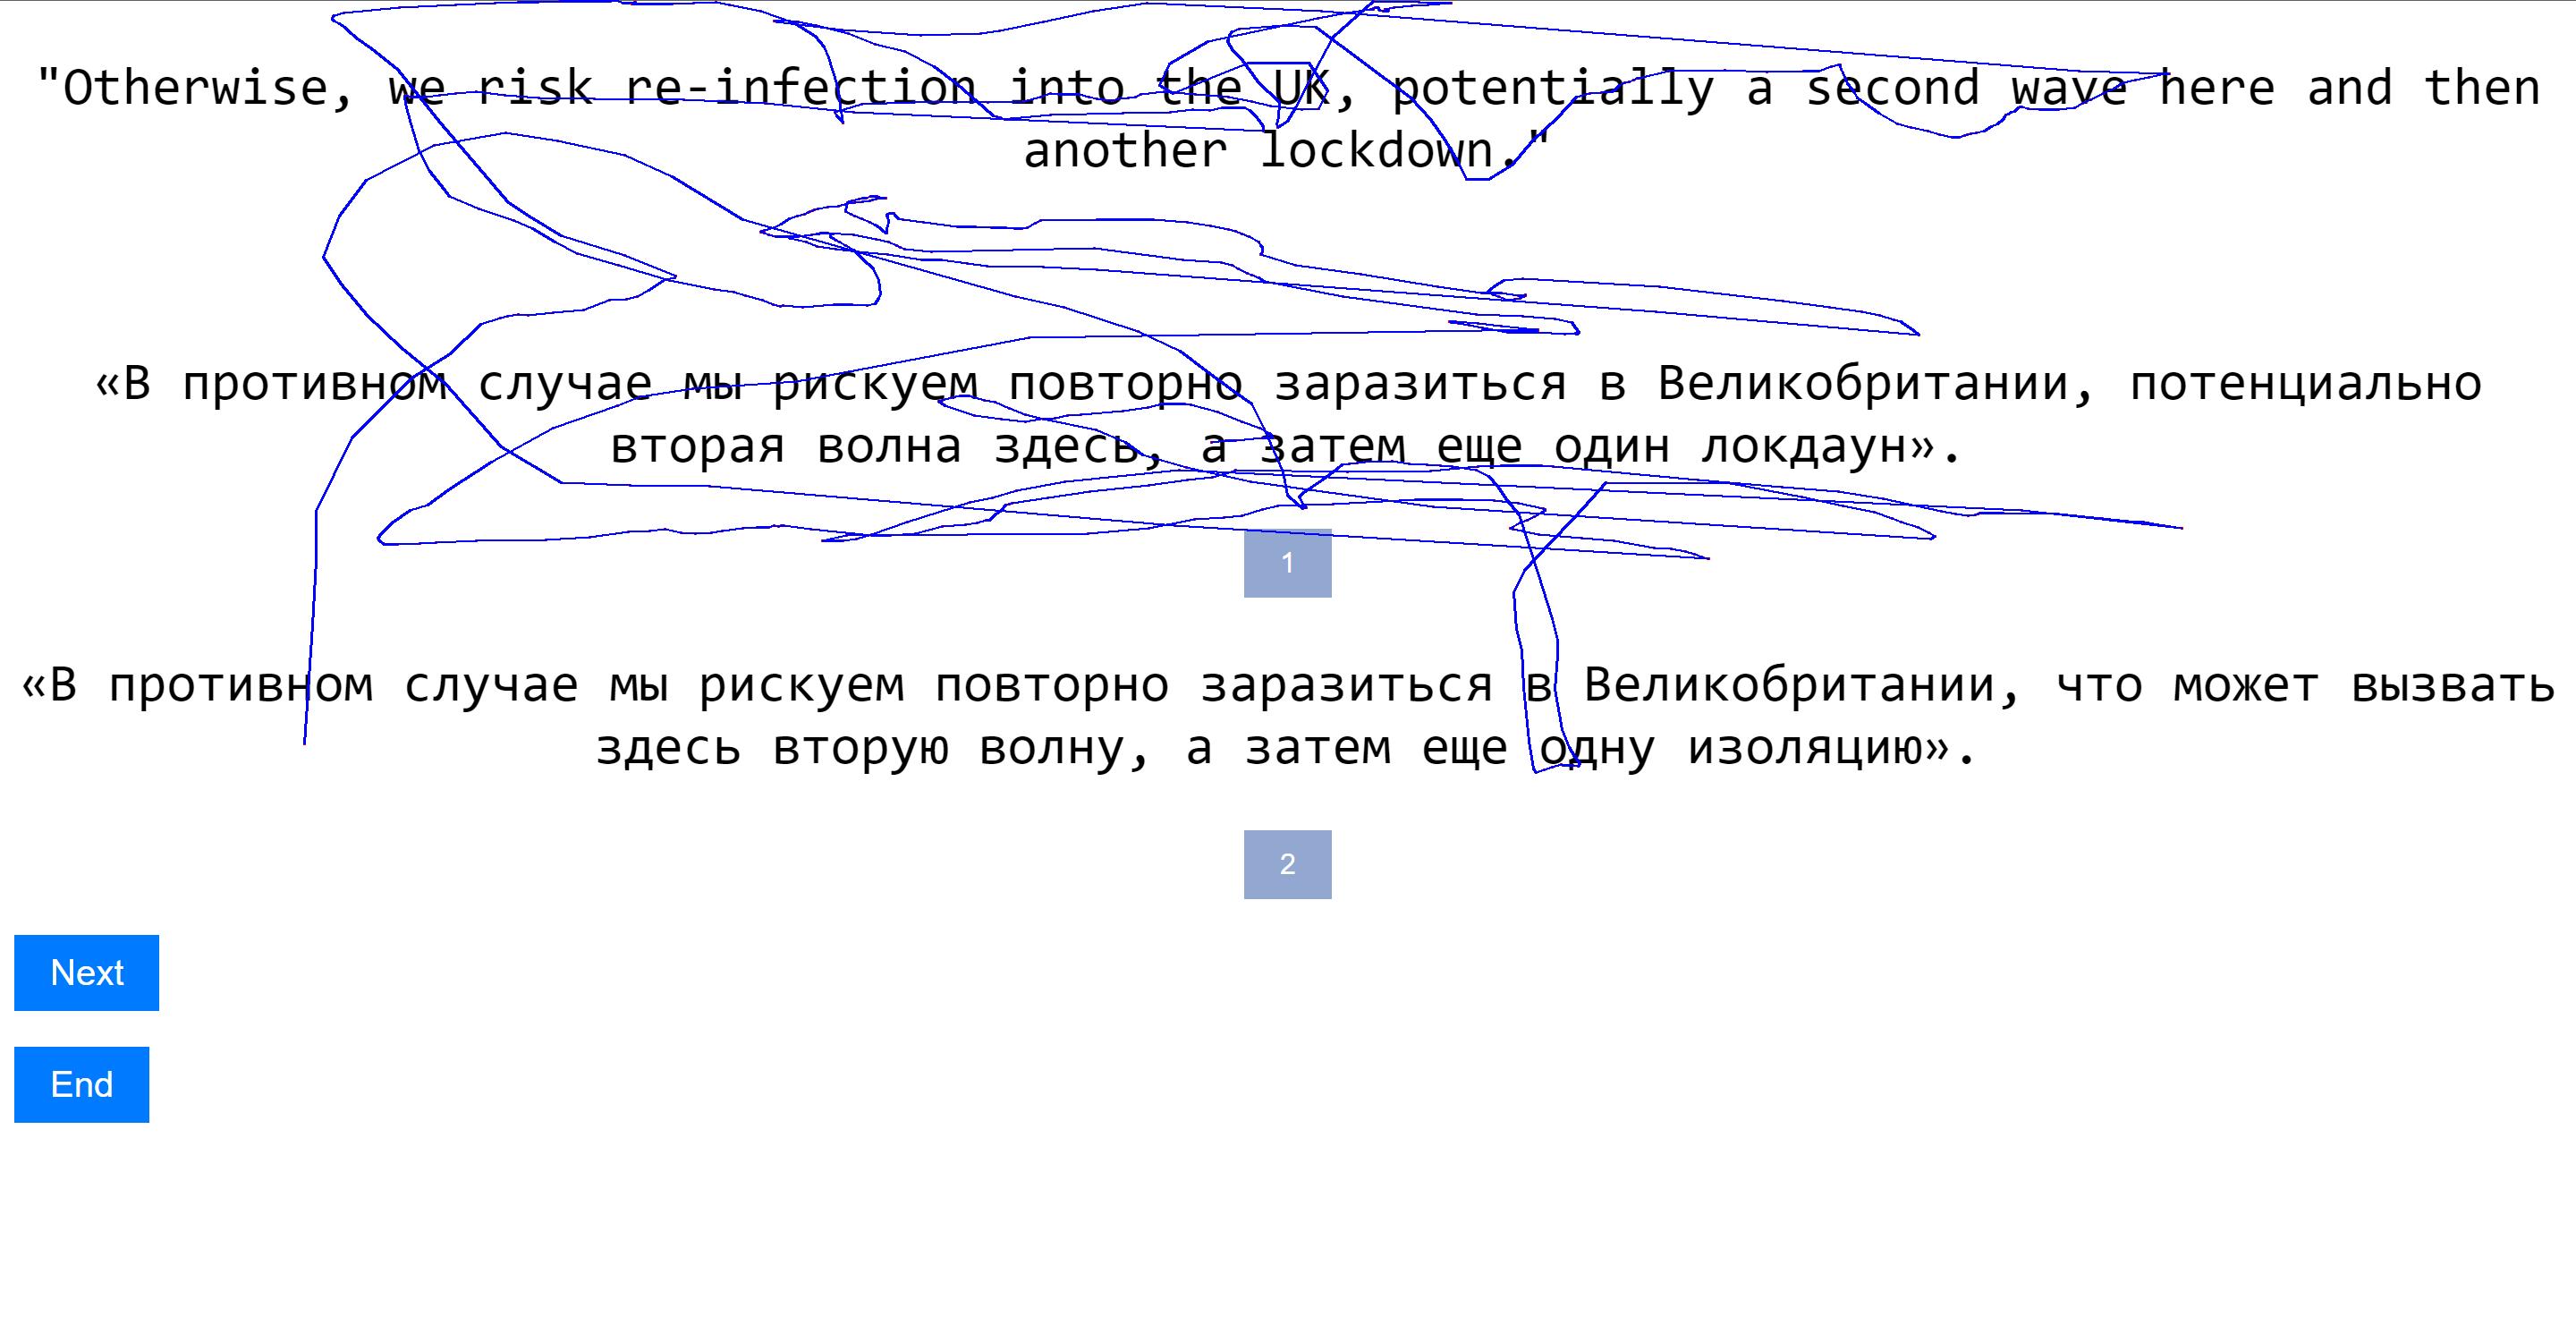 "Otherwise, we risk re-infection into the UK, potentially a second wave here and then
another lockdown."
«В противном случае мы рискуем повторно заразиться в Великобритании, потенциально
вторая волна здесь, а затем еще один локдаун».
1
«В противном случае мы рискуем повторно заразиться в Великобритании, что может вызвать
здесь вторую волну, а затем еще одну изоляцию».
2
Next
End